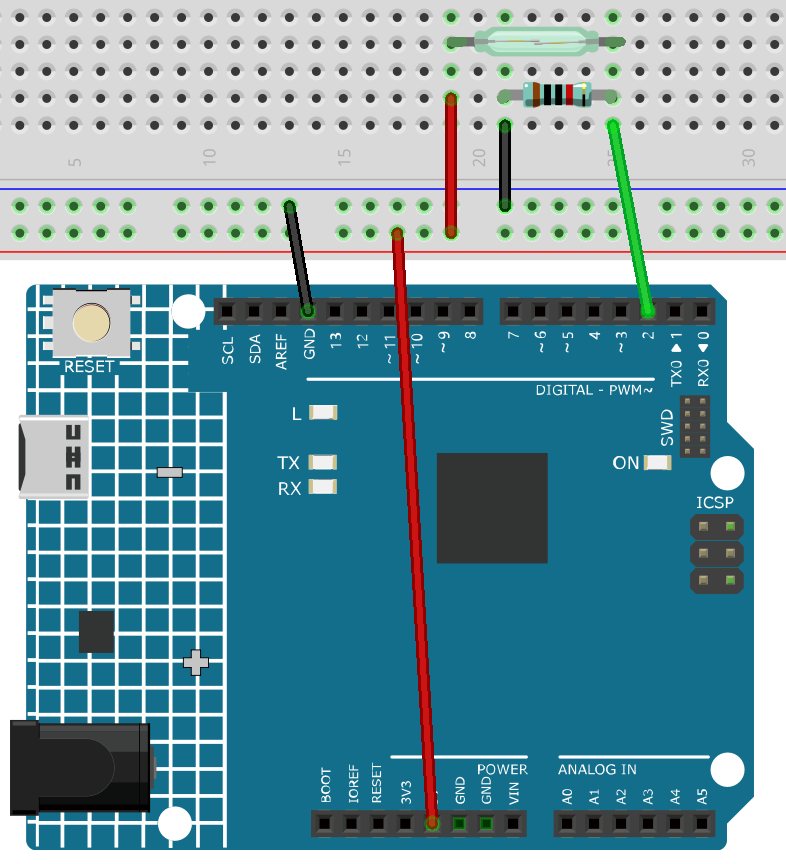 5 10 15 20 30
RESET
SCL SDA AREF GND 13 12 ~11 ~10 ~9 8 7 ~6 ~5 4 ~3 2 TX0▶1 RX0◀0
DIGITAL - PWM~
L
TX
RX
ON
SWD
ICSP
POWER
ANALOG IN
BOOT IOREF RESET 3V3 GND GND VIN A0 A1 A2 A3 A4 A5